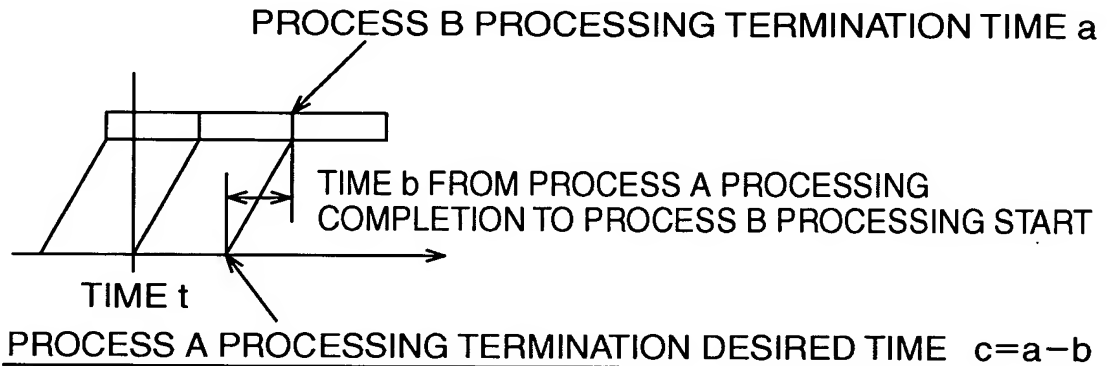 PROCESS B PROCESSING TERMINATION TIME a
TIME b FROM PROCESS A PROCESSING
COMPLETION TO PROCESS B PROCESSING START
TIME t
PROCESS A PROCESSING TERMINATION DESIRED TIME c=a−b